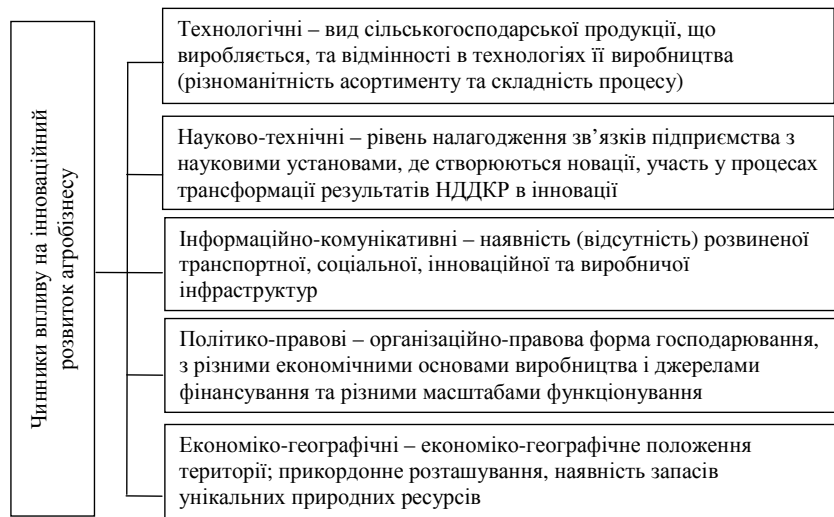 Чинники впливу на інноваційний
розвиток агробізнесу
Технологічні – вид сільськогосподарської продукції, що
виробляється, та відмінності в технологіях її виробництва
(різноманітність асортименту та складність процесу)
Науково-технічні – рівень налагодження зв’язків підприємства з
науковими установами, де створюються новації, участь у процесах
трансформації результатів НДДКР в інновації
Інформаційно-комунікативні – наявність (відсутність) розвиненої
транспортної, соціальної, інноваційної та виробничої
інфраструктур
Політико-правові – організаційно-правова форма господарювання,
з різними економічними основами виробництва і джерелами
фінансування та різними масштабами функціонування
Економіко-географічні – економіко-географічне положення
території; прикордонне розташування, наявність запасів
унікальних природних ресурсів